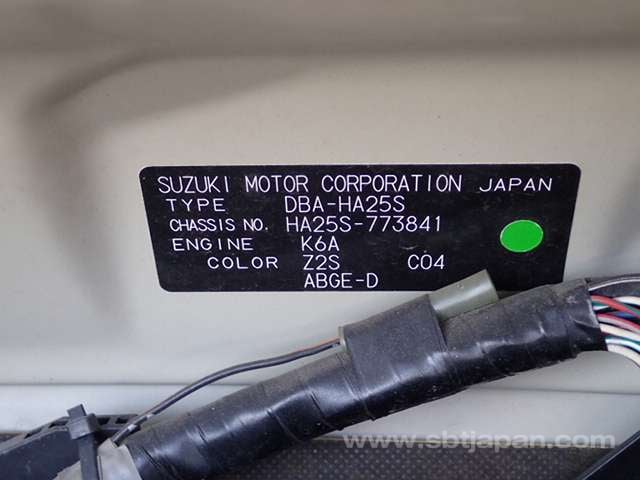 SUZUKI MOTOR CORPORATION JAPAN
TYPE DBA-HA25S
CHASSIS NO. HA25S-773841
ENGINE K6A
COLOR Z2S C04
ABGE-D
www.sbtjapan.com